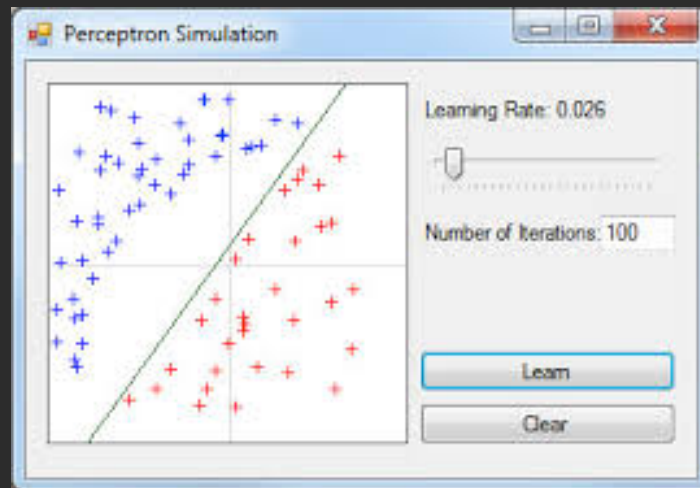 Perceptron Simulation
Learning Rate: 0.026
Number of Iterations: 100
Learn
Clear